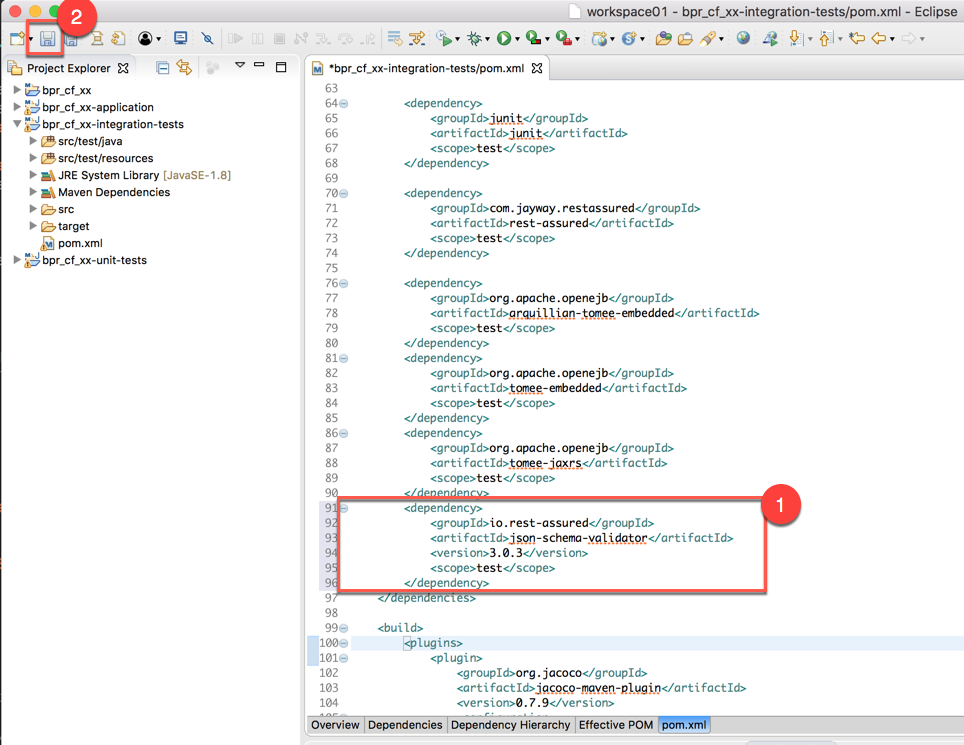 2
workspace01 - bpr_cf_xx-integration-tests/pom.xml - Eclipse
Project Explorer
*bpr_cf_xx-integration-tests/pom.xml
bpr_cf_xx
bpr_cf_xx-application
bpr_cf_xx-integration-tests
src/test/java
src/test/resources
JRE System Library [JavaSE-1.8]
Maven Dependencies
src
target
pom.xml
bpr_cf_xx-unit-tests
63
64 <dependency>
65 <groupId>junit</groupId>
66 <artifactId>junit</artifactId>
67 <scope>test</scope>
68 </dependency>
69
70 <dependency>
71 <groupId>com.jayway.restassured</groupId>
72 <artifactId>rest-assured</artifactId>
73 <scope>test</scope>
74 </dependency>
75
76 <dependency>
77 <groupId>org.apache.openejb</groupId>
78 <artifactId>arquillian-tomee-embedded</artifactId>
79 <scope>test</scope>
80 </dependency>
81 <dependency>
82 <groupId>org.apache.openejb</groupId>
83 <artifactId>tomee-embedded</artifactId>
84 <scope>test</scope>
85 </dependency>
86 <dependency>
87 <groupId>org.apache.openejb</groupId>
88 <artifactId>tomee-jaxrs</artifactId>
89 <scope>test</scope>
90 </dependency>
1
91 <dependency>
92 <groupId>io.rest-assured</groupId>
93 <artifactId>json-schema-validator</artifactId>
94 <version>3.0.3</version>
95 <scope>test</scope>
96 </dependency>
97 </dependencies>
98
99 <build>
100 <plugins>
101 <plugin>
102 <groupId>org.jacoco</groupId>
103 <artifactId>jacoco-maven-plugin</artifactId>
104 <version>0.7.9</version>
Overview Dependencies Dependency Hierarchy Effective POM pom.xml